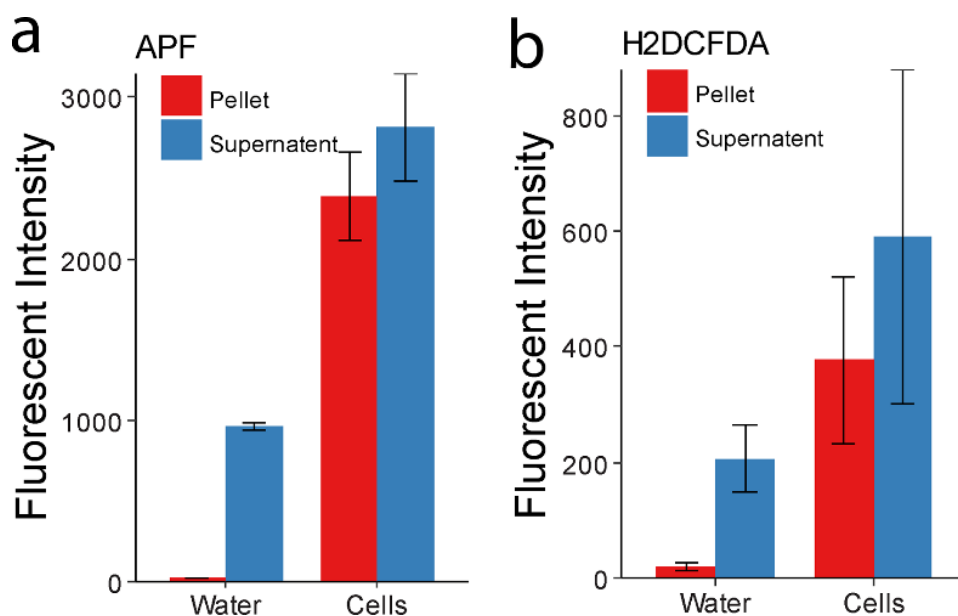 a
APF
Fluorescent Intensity
3000
2000
1000
0
Pellet
Supernatent
Water Cells
b
H2DCFDA
Fluorescent Intensity
800
600
400
200
0
Pellet
Supernatent
Water Cells